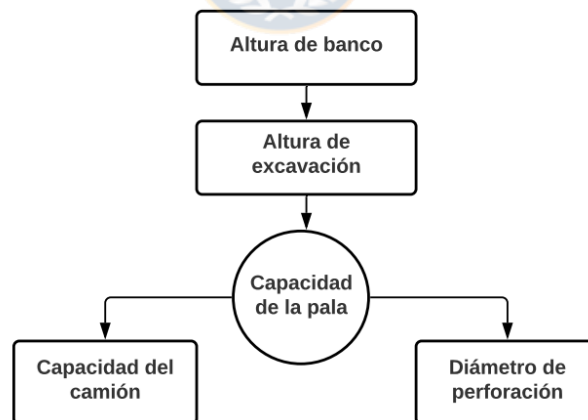 Altura de banco
Altura de
excavación
Capacidad
de la pala
Capacidad del
camión
Diámetro de
perforación